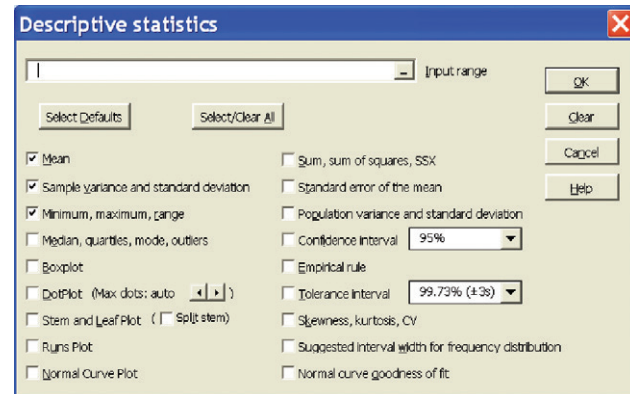 Descriptive statistics
Input range
OK
Select Defaults Select/Clear All Clear
Cancel
Mean Sum, sum of squares, SSX
Sample variance and standard deviation Standard error of the mean Help
Minimum, maximum, range Population variance and standard deviation
Median, quartiles, mode, outliers Confidence interval 95%
Boxplot Empirical rule
DotPlot (Max dots: auto ) Tolerance interval 99.73% (±3s)
Stem and Leaf Plot ( Split stem) Skewness, kurtosis, CV
Runs Plot Suggested interval width for frequency distribution
Normal Curve Plot Normal curve goodness of fit